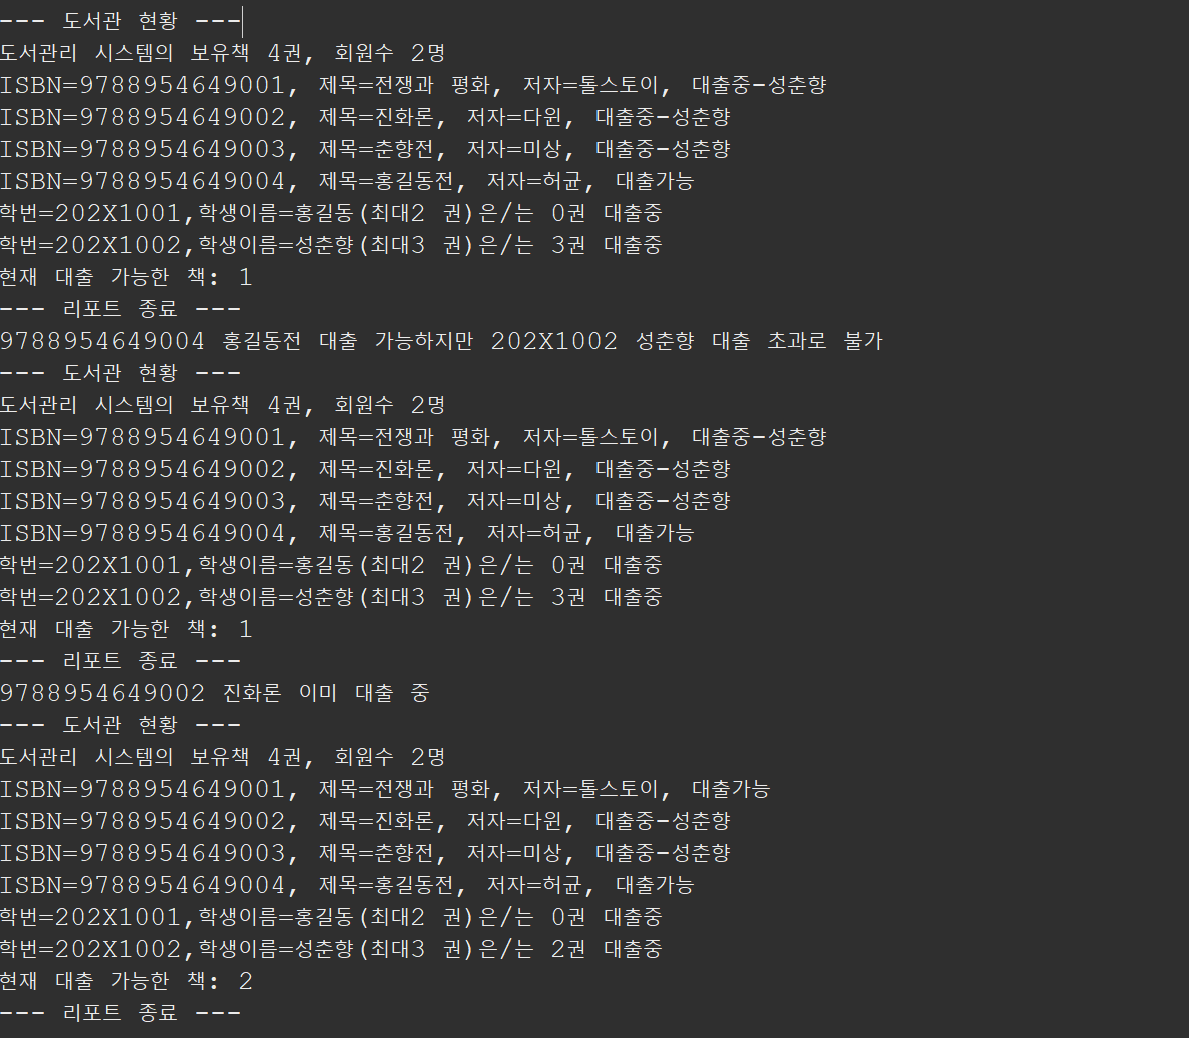 --- 도서관 현황 ---
도서관리 시스템의 보유책 4권, 회원수 2명
ISBN=9788954649001, 제목=전쟁과 평화, 저자=톨스토이, 대출중-성춘향
ISBN=9788954649002, 제목=진화론, 저자=다윈, 대출중-성춘향
ISBN=9788954649003, 제목=춘향전, 저자=미상, 대출중-성춘향
ISBN=9788954649004, 제목=홍길동전, 저자=허균, 대출가능
학번=202X1001,학생이름=홍길동(최대2 권)은/는 0권 대출중
학번=202X1002,학생이름=성춘향(최대3 권)은/는 3권 대출중
현재 대출 가능한 책: 1
--- 리포트 종료 ---
9788954649004 홍길동전 대출 가능하지만 202X1002 성춘향 대출 초과로 불가
--- 도서관 현황 ---
도서관리 시스템의 보유책 4권, 회원수 2명
ISBN=9788954649001, 제목=전쟁과 평화, 저자=톨스토이, 대출중-성춘향
ISBN=9788954649002, 제목=진화론, 저자=다윈, 대출중-성춘향
ISBN=9788954649003, 제목=춘향전, 저자=미상, 대출중-성춘향
ISBN=9788954649004, 제목=홍길동전, 저자=허균, 대출가능
학번=202X1001,학생이름=홍길동(최대2 권)은/는 0권 대출중
학번=202X1002,학생이름=성춘향(최대3 권)은/는 3권 대출중
현재 대출 가능한 책: 1
--- 리포트 종료 ---
9788954649002 진화론 이미 대출 중
--- 도서관 현황 ---
도서관리 시스템의 보유책 4권, 회원수 2명
ISBN=9788954649001, 제목=전쟁과 평화, 저자=톨스토이, 대출가능
ISBN=9788954649002, 제목=진화론, 저자=다윈, 대출중-성춘향
ISBN=9788954649003, 제목=춘향전, 저자=미상, 대출중-성춘향
ISBN=9788954649004, 제목=홍길동전, 저자=허균, 대출가능
학번=202X1001,학생이름=홍길동(최대2 권)은/는 0권 대출중
학번=202X1002,학생이름=성춘향(최대3 권)은/는 2권 대출중
현재 대출 가능한 책: 2
--- 리포트 종료 ---